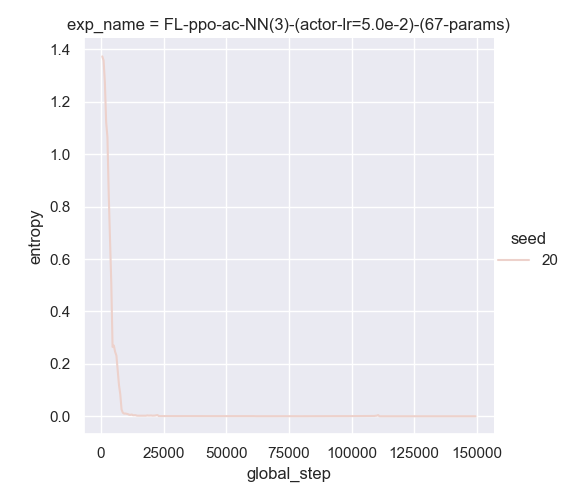 exp_name = FL-ppo-ac-NN(3)-(actor-lr=5.0e-2)-(67-params)
1.4
1.2
1.0
0.8
0.6
0.4
0.2
0.0
entropy
0 25000 50000 75000 100000 125000 150000
global_step
seed
20